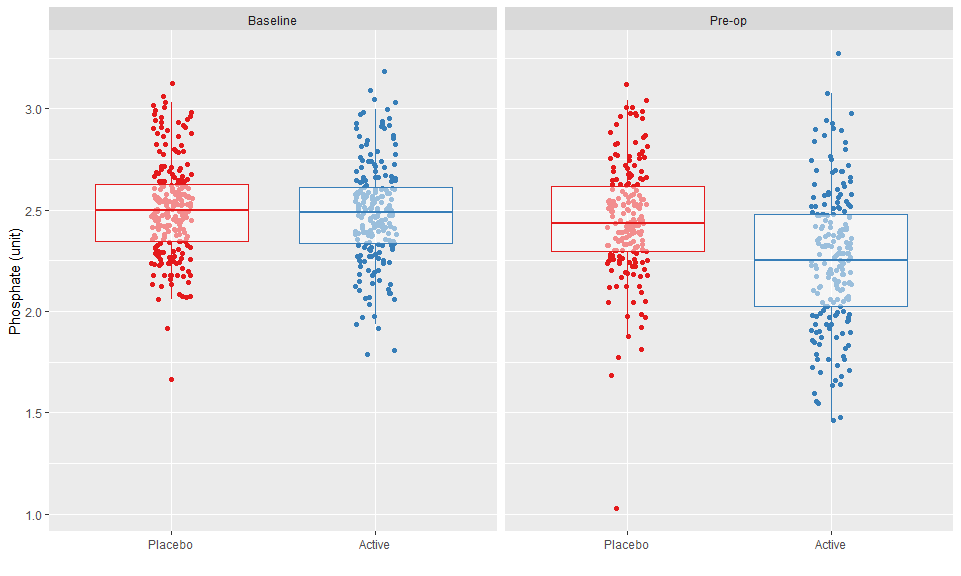 Baseline
Pre-op
Phosphate (unit)
3.0
2.5
2.0
1.5
1.0
Placebo
Active
Placebo
Active